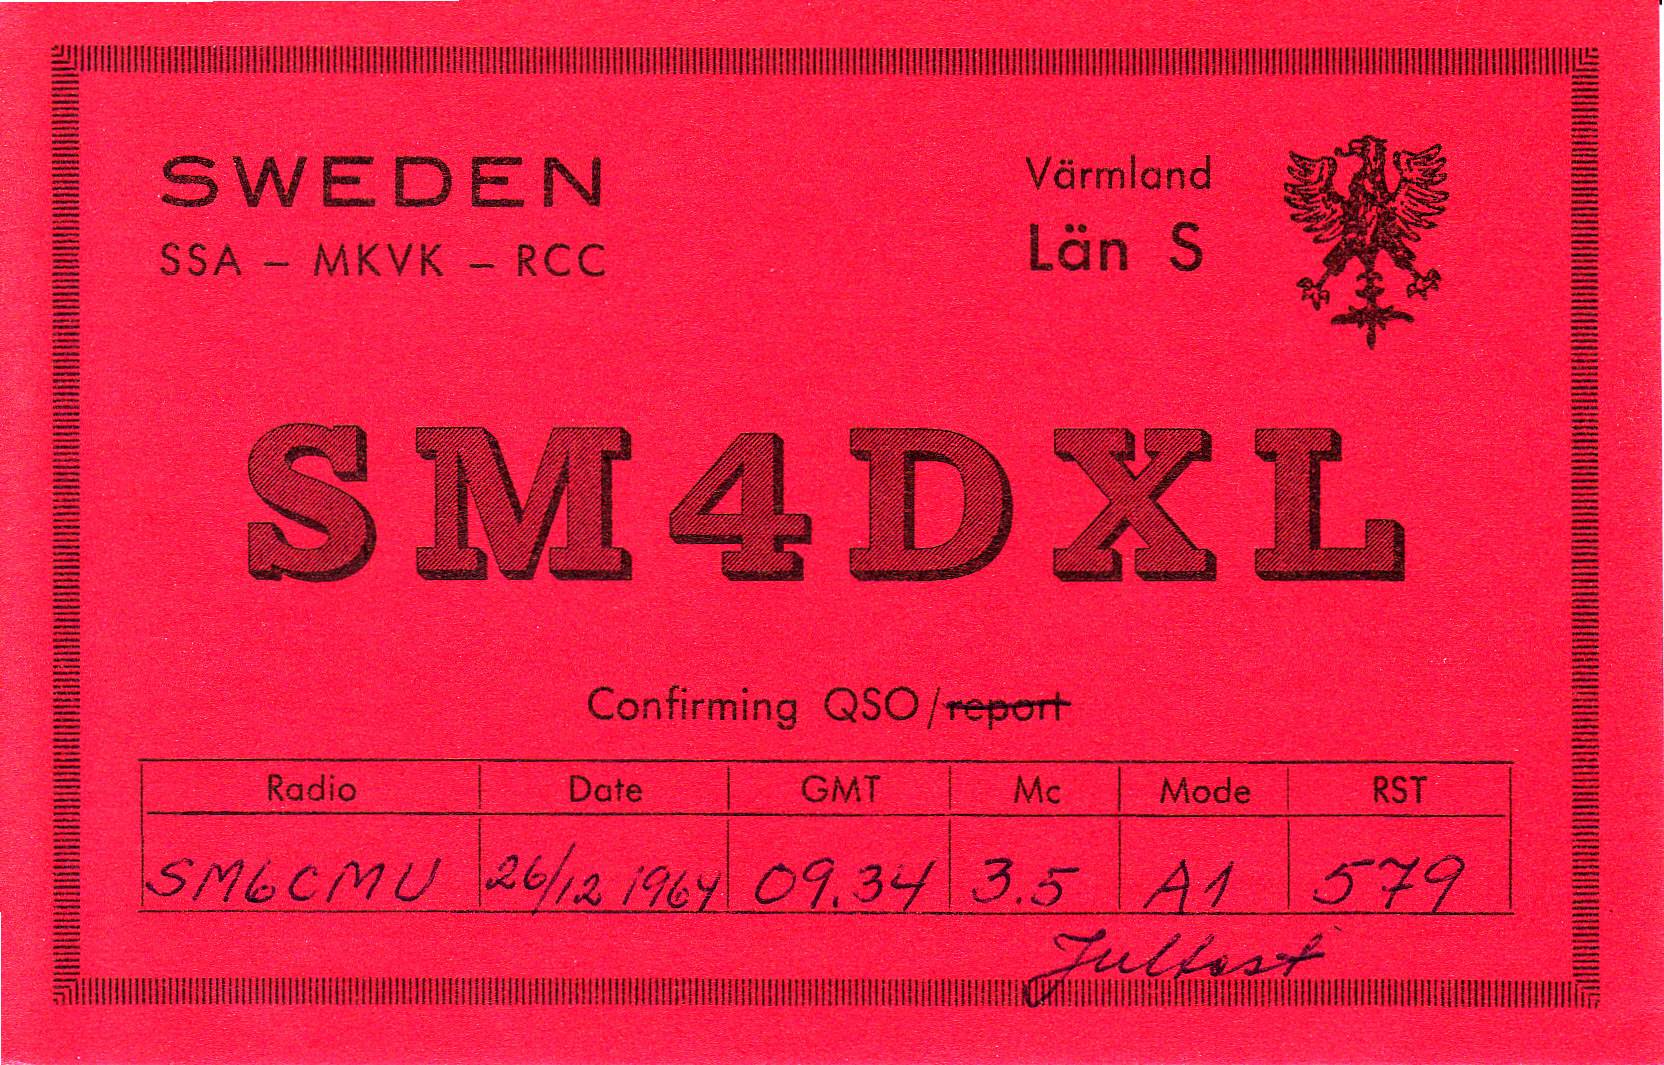 SWEDEN
SSA – MKVK – RCC
Värmland
Län S
SM4DXL
Confirming QSO/report
Radio Date GMT Mc Mode RST
SM6CMU 26/12 1964 09.34 3.5 A1 579